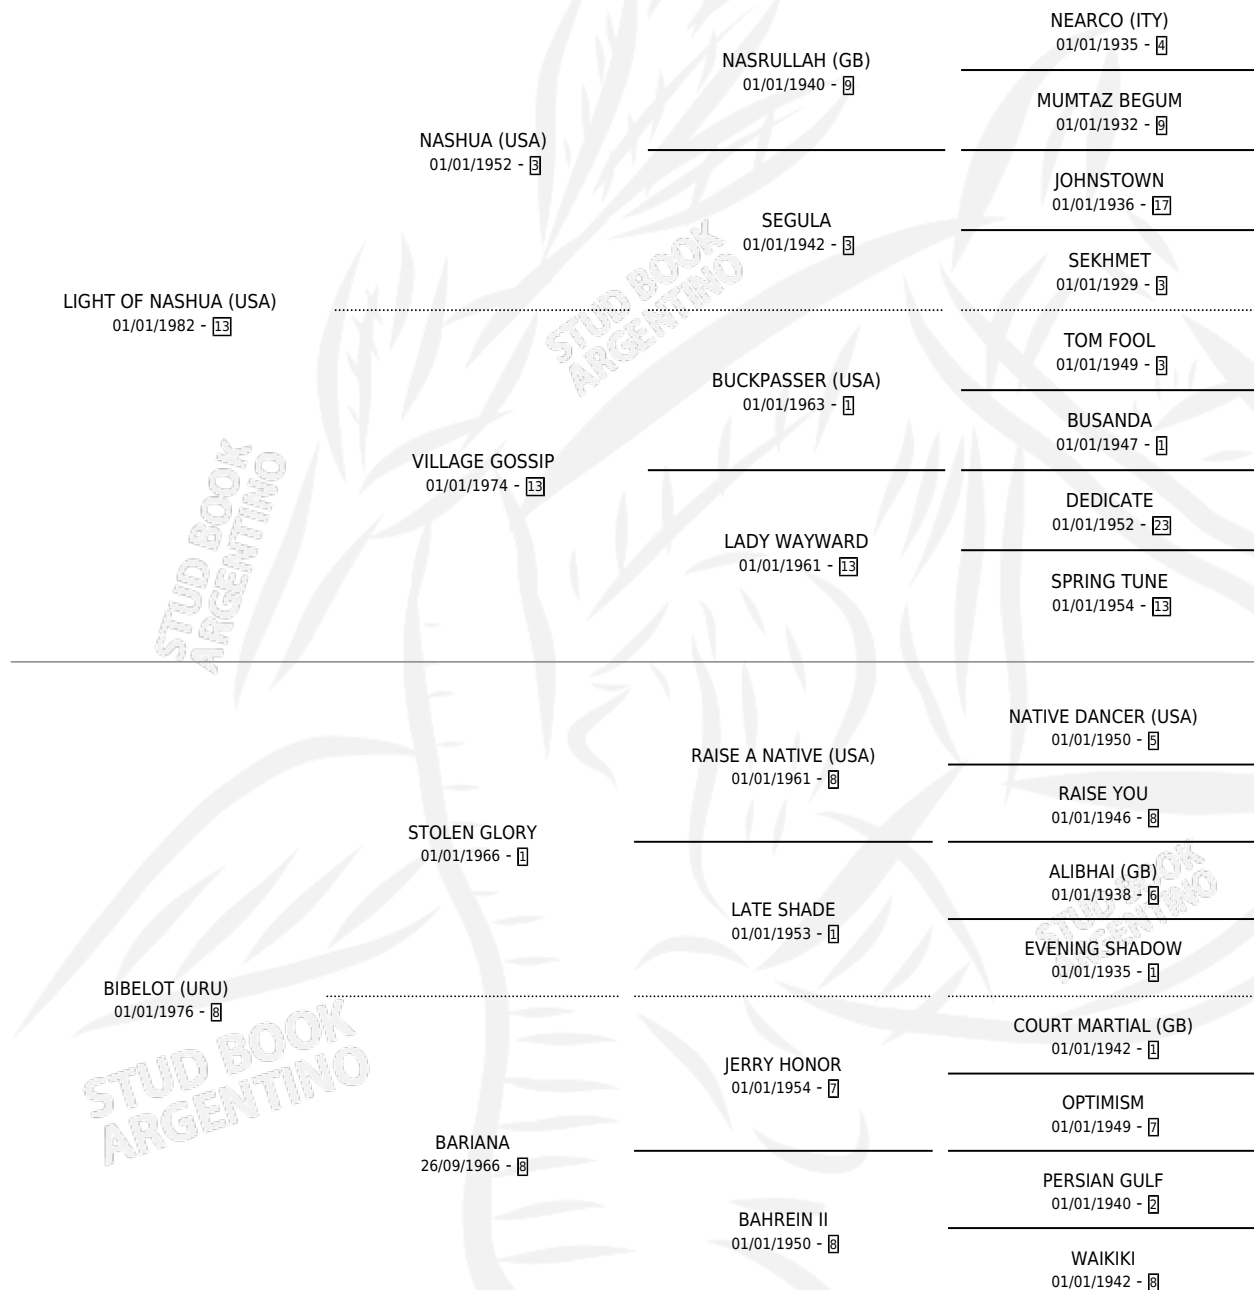 NEARCO (ITY)
01/01/1935 - 4
NASRULLAH (GB)
01/01/1940 - 9
MUMTAZ BEGUM
01/01/1932 - 9
NASHUA (USA)
01/01/1952 - 3
JOHNSTOWN
01/01/1936 - 17
SEGULA
01/01/1942 - 3
SEKHMET
01/01/1929 - 3
LIGHT OF NASHUA (USA)
01/01/1982 - 13
TOM FOOL
01/01/1949 - 3
BUCKPASSER (USA)
01/01/1963 - 1
BUSANDA
01/01/1947 - 1
VILLAGE GOSSIP
01/01/1974 - 13
DEDICATE
01/01/1952 - 23
LADY WAYWARD
01/01/1961 - 13
SPRING TUNE
01/01/1954 - 13
NATIVE DANCER (USA)
01/01/1950 - 5
RAISE A NATIVE (USA)
01/01/1961 - 8
RAISE YOU
01/01/1946 - 8
STOLEN GLORY
01/01/1966 - 1
ALIBHAI (GB)
01/01/1938 - 6
LATE SHADE
01/01/1953 - 1
EVENING SHADOW
01/01/1935 - 1
BIBELOT (URU)
01/01/1976 - 8
COURT MARTIAL (GB)
01/01/1942 - 1
JERRY HONOR
01/01/1954 - 7
OPTIMISM
01/01/1949 - 7
BARIANA
26/09/1966 - 8
PERSIAN GULF
01/01/1940 - 2
BAHREIN II
01/01/1950 - 8
WAIKIKI
01/01/1942 - 8
STUD BOOK
ARGENTINO
STUD BOOK
ARGENTINO
STUD BOOK
ARGENTINO
STUD BOOK
ARGENTINO